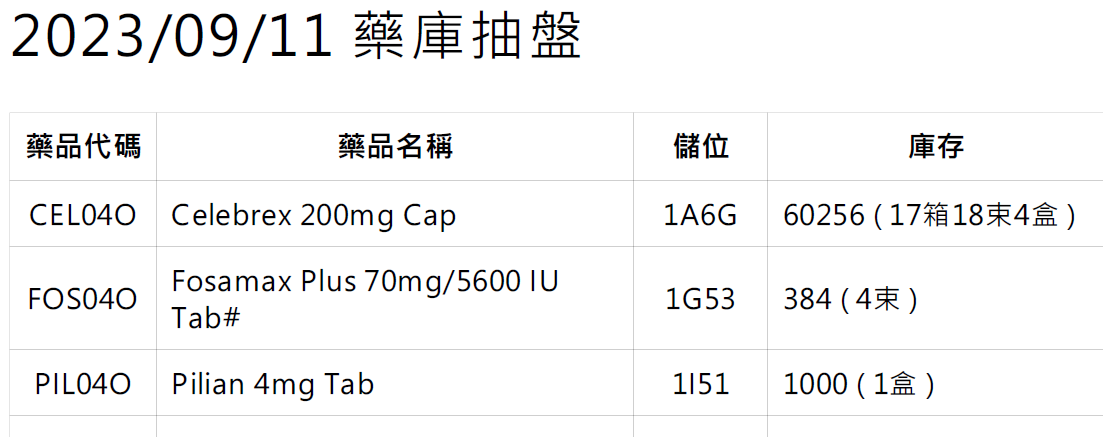 2023/09/11 藥庫抽盤
藥品代碼 藥品名稱 儲位 庫存
CEL04O Celebrex 200mg Cap 1A6G 60256 ( 17箱18束4盒 )
FOS04O Fosamax Plus 70mg/5600 IU Tab# 1G53 384 ( 4束 )
PIL04O Pilian 4mg Tab 1I51 1000 ( 1盒 )